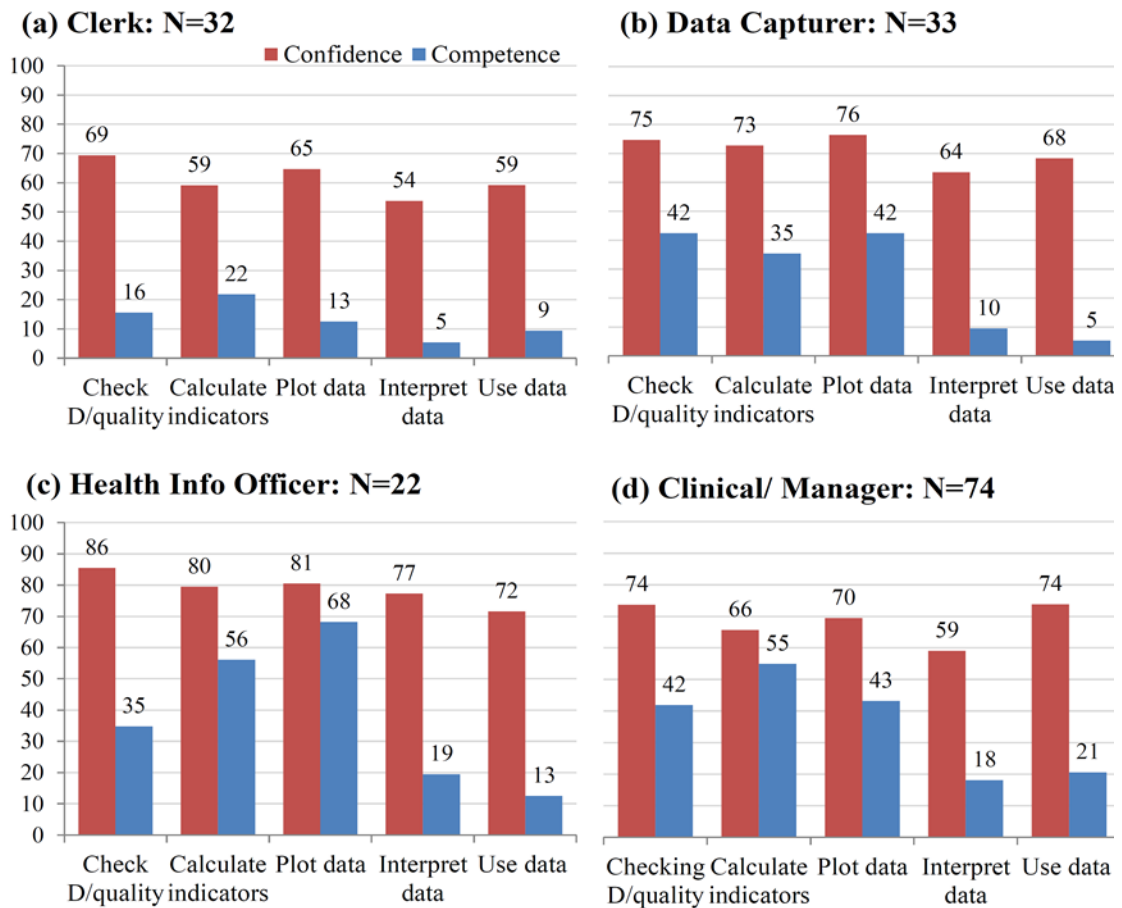 (a) Clerk: N=32
Confidence Competence
100
90
80
70
60
50
40
30
20
10
0
69 59 65 54 59
16 22 13 5 9
Check Calculate Plot data Interpret Use data
D/quality indicators data
(b) Data Capturer: N=33
75 73 76 64 68
42 35 42 10 5
Check Calculate Plot data Interpret Use data
D/quality indicators data
(c) Health Info Officer: N=22
100
90
80
70
60
50
40
30
20
10
0
86 80 81 77 72
35 56 68 19 13
Check Calculate Plot data Interpret Use data
D/quality indicators data
(d) Clinical/ Manager: N=74
74 66 70 59 74
42 55 43 18 21
Checking Calculate Plot data Interpret Use data
D/quality indicators data